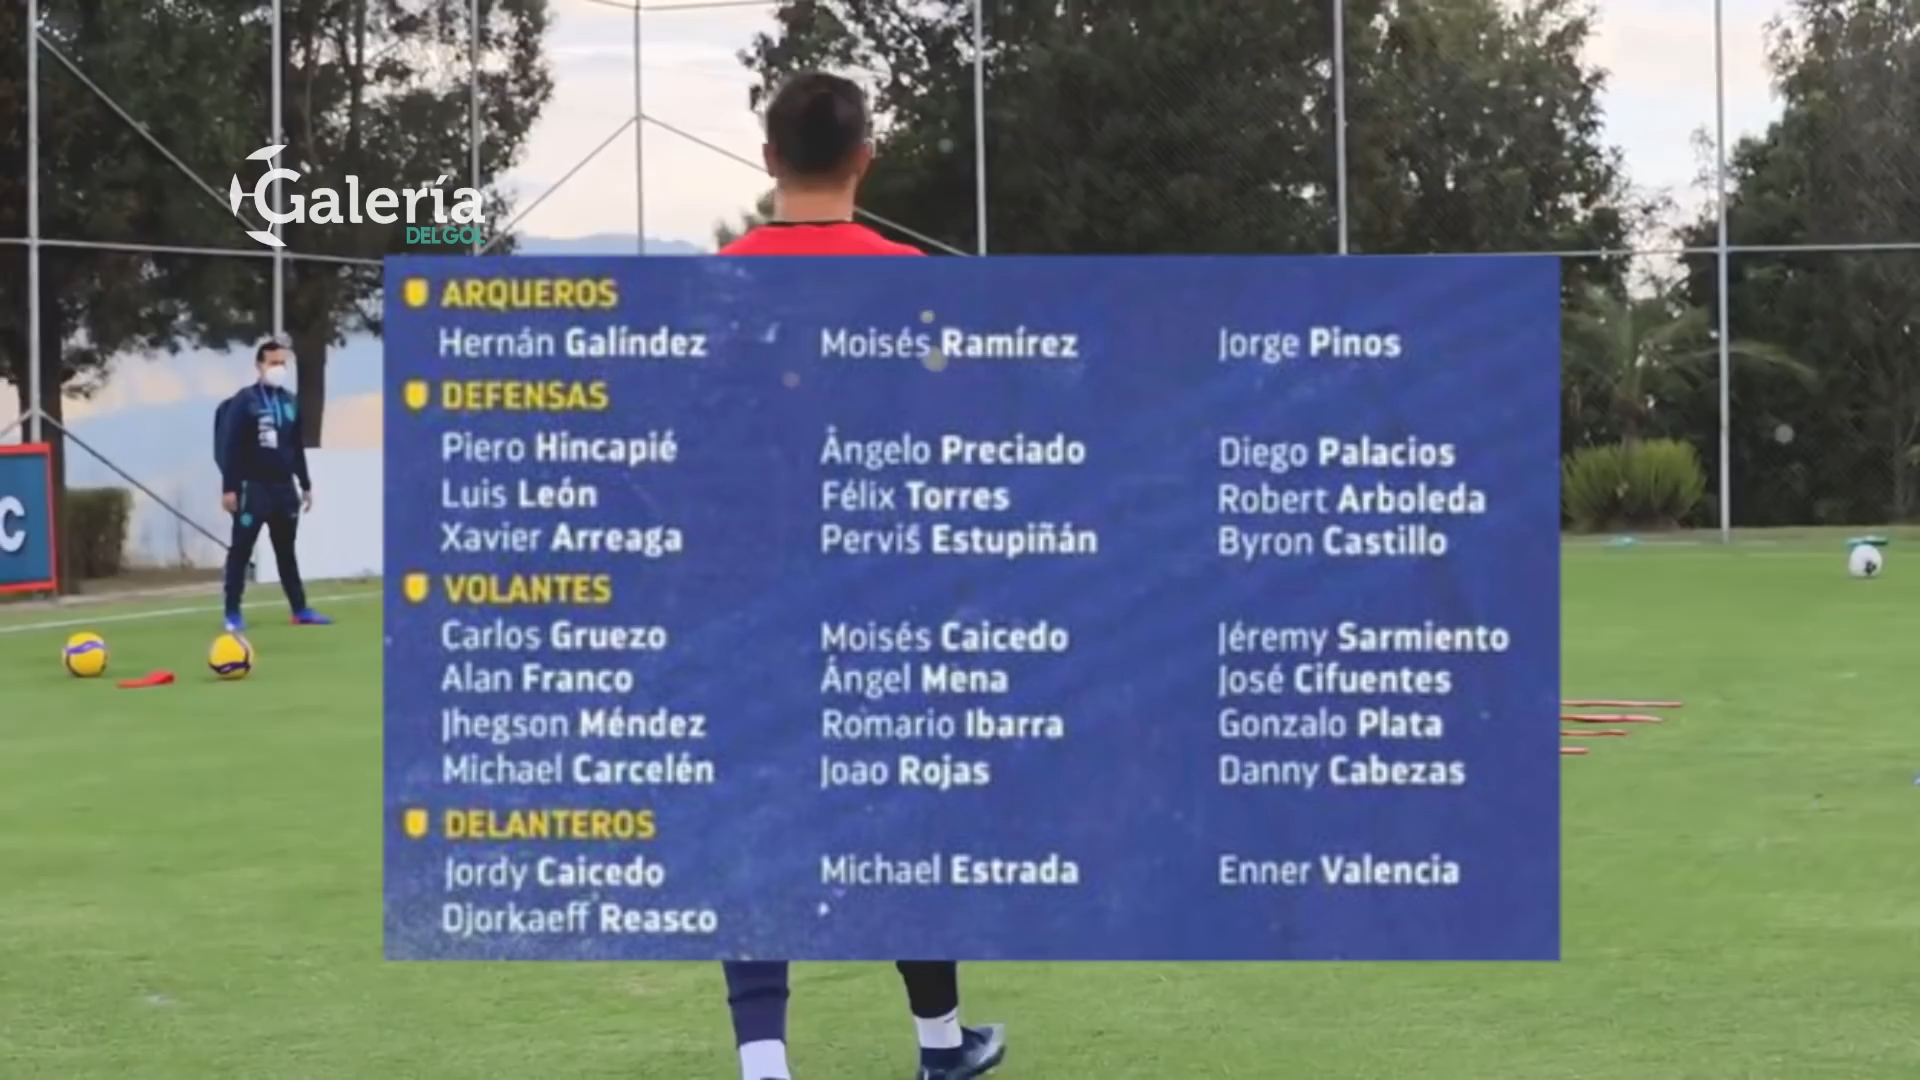 Galería
DEL GOL
C
ARQUEROS
Hernán Galíndez Moisés Ramírez Jorge Pinos
DEFENSAS
Piero Hincapié Ángelo Preciado Diego Palacios
Luis León Félix Torres Robert Arboleda
Xavier Arreaga Pervis Estupiñán Byron Castillo
VOLANTES
Carlos Gruezo Moisés Caicedo Jéremy Sarmiento
Alan Franco Ángel Mena José Cifuentes
Jhegson Méndez Romario Ibarra Gonzalo Plata
Michael Carcelén Joao Rojas Danny Cabezas
DELANTEROS
Jordy Caicedo Michael Estrada Enner Valencia
Djorkaeff Reasco